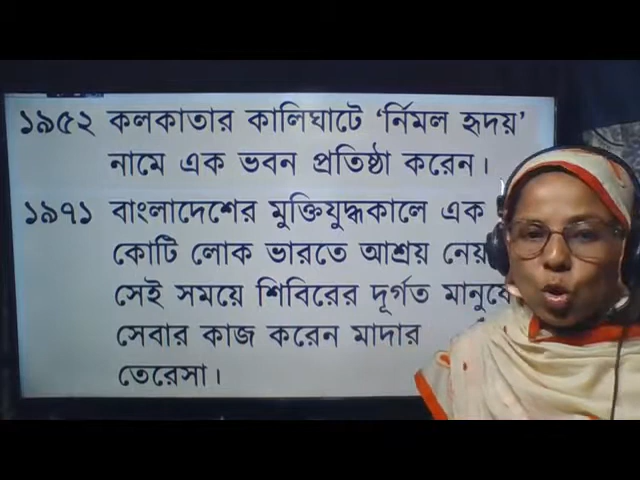 ১৯৫২ কলকাতার কালিঘাটে ‘র্নিমল হৃদয়’
নামে এক ভবন প্রতিষ্ঠা করেন।
১৯৭১ বাংলাদেশের মুক্তিযুদ্ধকালে এক
কোটি লোক ভারতে আশ্রয় নেয়
সেই সময়ে শিবিরের দূর্গত
সেবার কাজ করেন মাদার
তেরেসা।